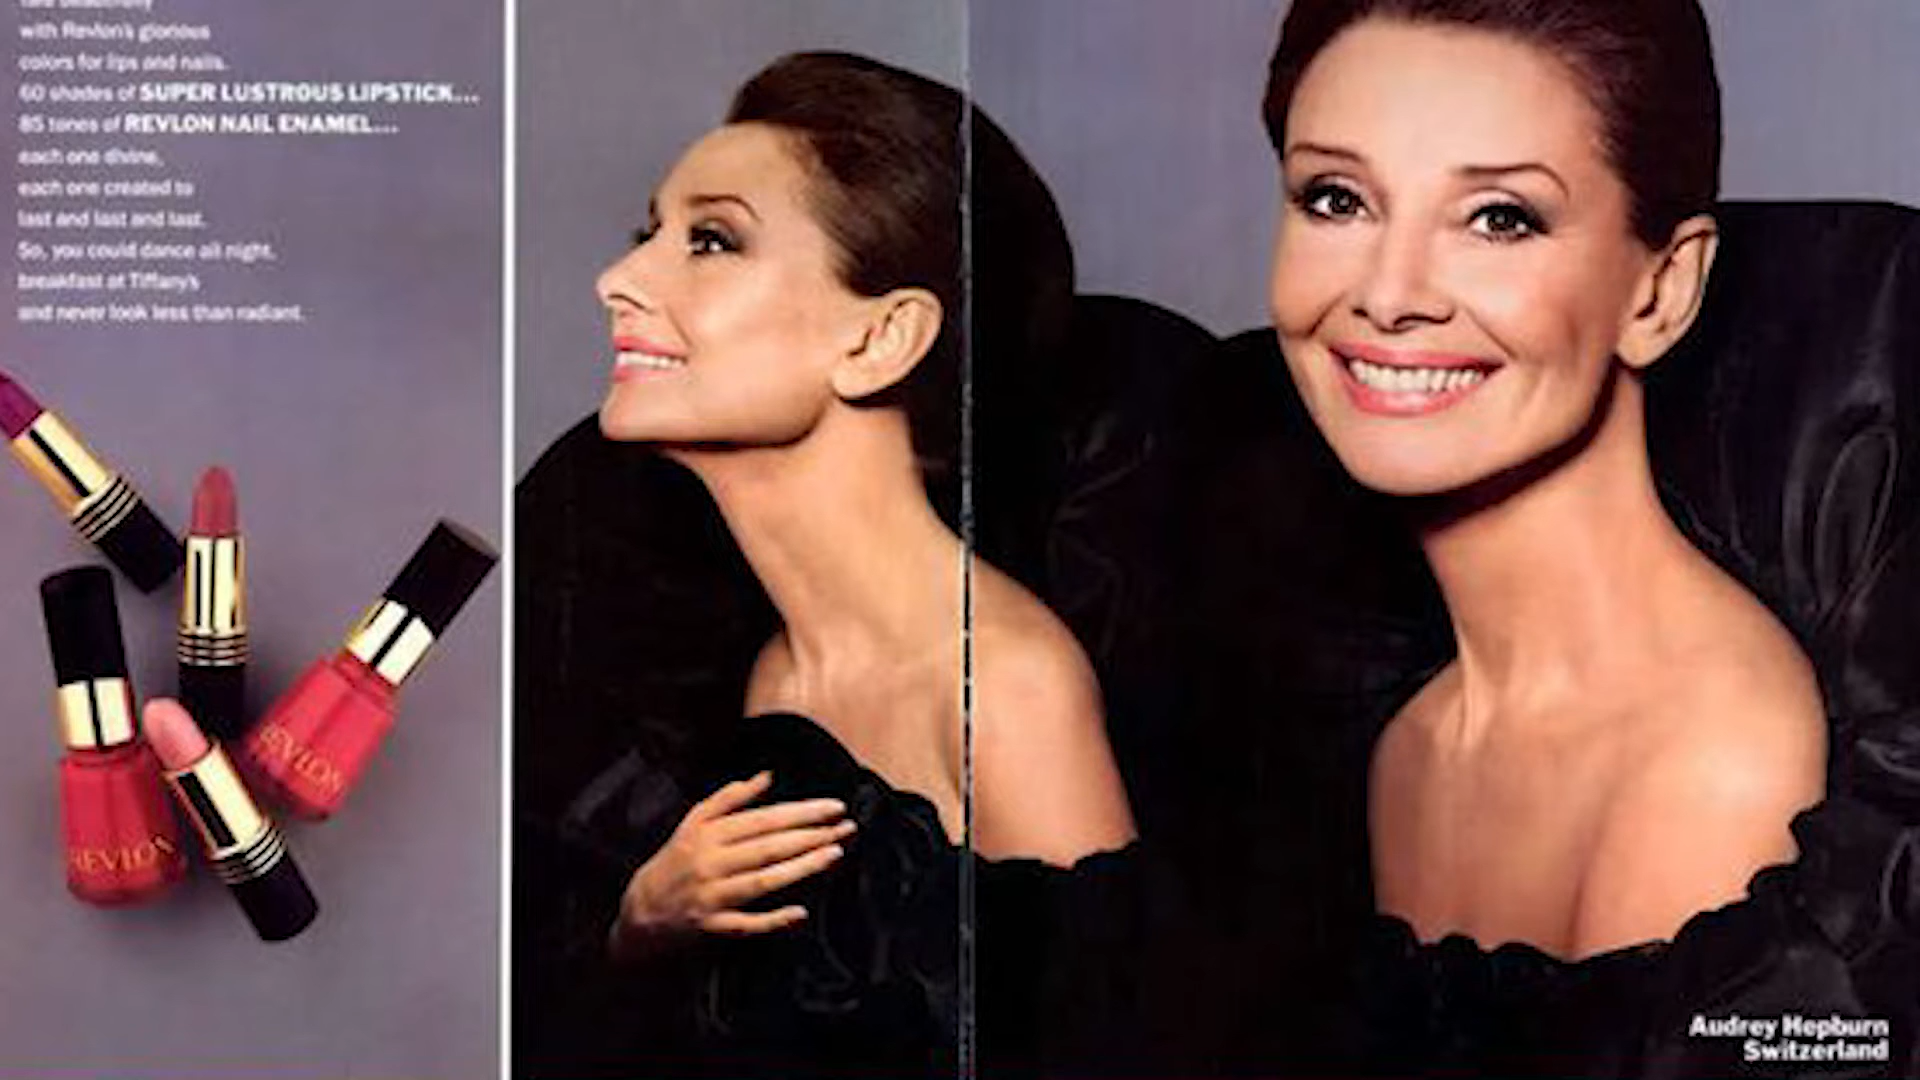 with Revlon's glorious
colors for lips and nails.
60 shades of SUPER LUSTROUS LIPSTICK...
85 tones of REVLON NAIL ENAMEL...
each one divine,
each one created to
last and last and last.
So, you could dance all night,
breakfast at Tiffany's
and never look less than radiant.
REVLON
REVLON
Audrey Hepburn
Switzerland